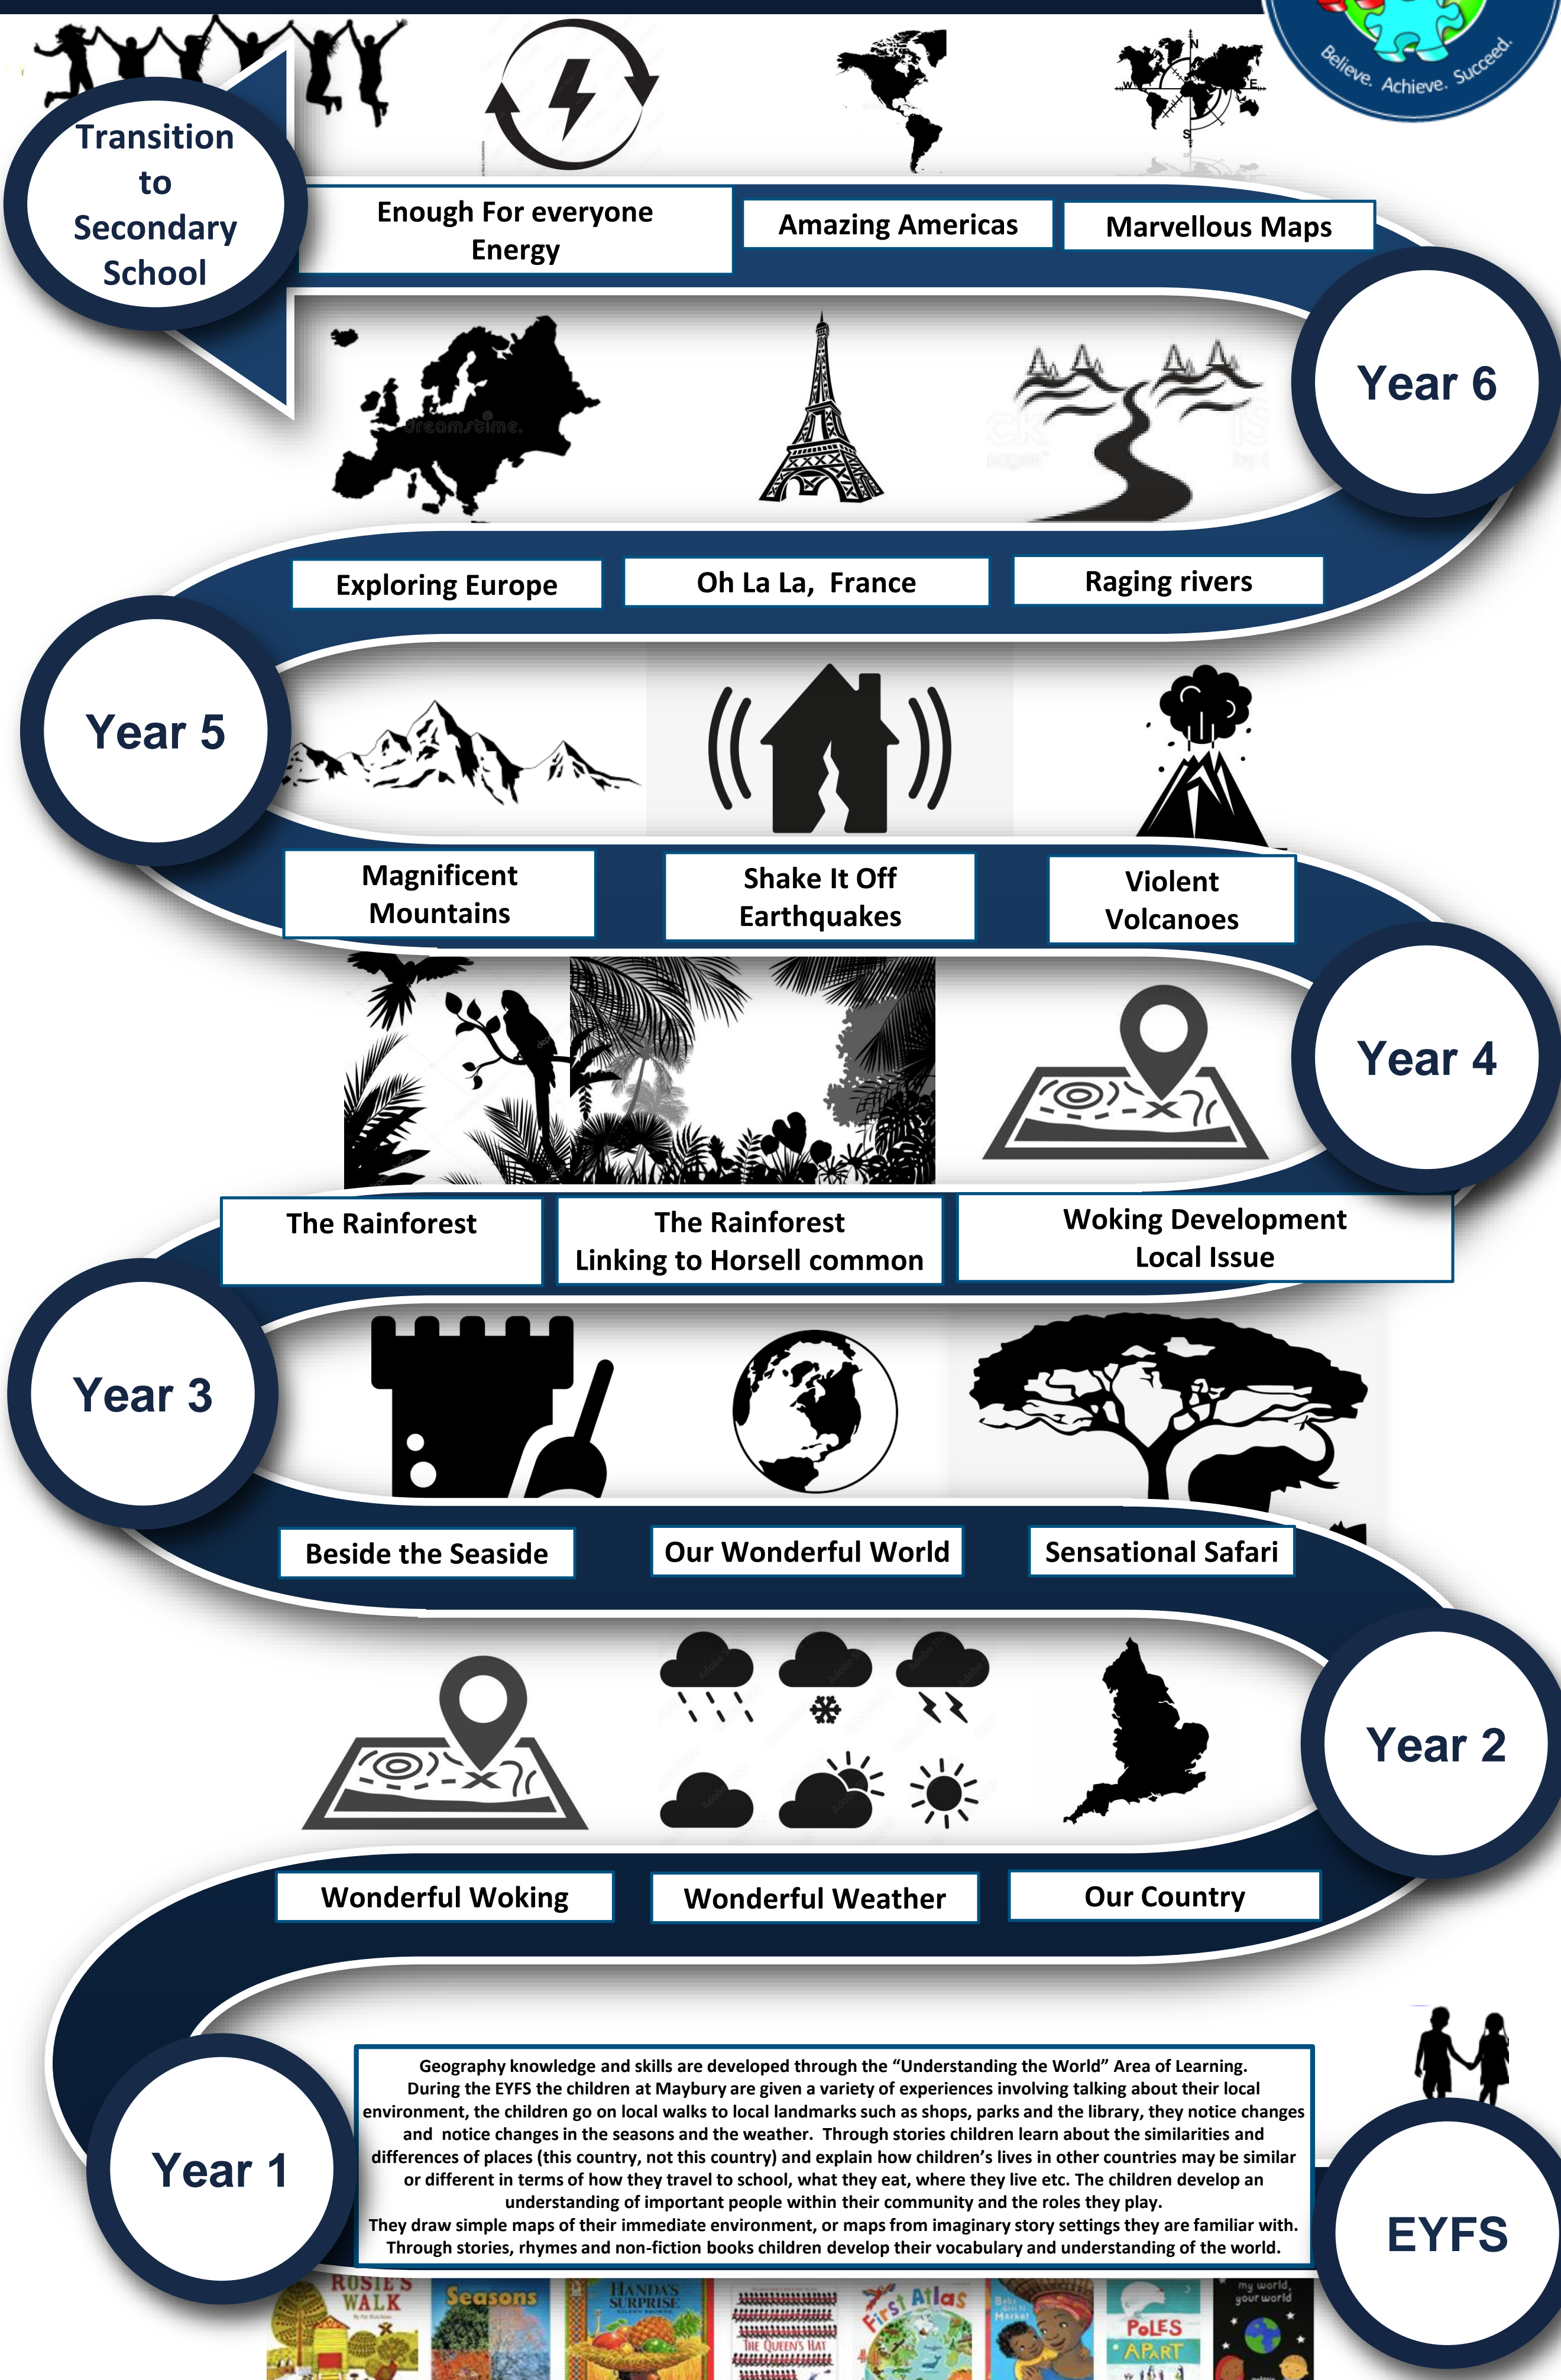 Believe. Achieve. Succeed.
N
W
E
S
Transition
to
Secondary
School
Enough For everyone
Energy
Amazing Americas
Marvellous Maps
Year 6
dreamstime.
Exploring Europe
Oh La La,  France
Raging rivers
Year 5
Magnificent
Mountains
Shake It Off
Earthquakes
Violent
Volcanoes
Year 4
The Rainforest
The Rainforest
Linking to Horsell common
Woking Development
Local Issue
Year 3
Beside the Seaside
Our Wonderful World
Sensational Safari
Year 2
Wonderful Woking
Wonderful Weather
Our Country
Geography knowledge and skills are developed through the “Understanding the World” Area of Learning.
During the EYFS the children at Maybury are given a variety of experiences involving talking about their local
environment, the children go on local walks to local landmarks such as shops, parks and the library, they notice changes
and  notice changes in the seasons and the weather.  Through stories children learn about the similarities and
differences of places (this country, not this country) and explain how children’s lives in other countries may be similar
or different in terms of how they travel to school, what they eat, where they live etc. The children develop an
understanding of important people within their community and the roles they play.
They draw simple maps of their immediate environment, or maps from imaginary story settings they are familiar with.
Through stories, rhymes and non-fiction books children develop their vocabulary and understanding of the world.
Year 1
EYFS
ROSIE'S
WALK
Seasons
HANDA'S
SURPRISE
EILEEN BROWNE
THE QUEEN'S HAT
First Atlas
Baby
Goes to
Market
POLES
APART
my world,
your world